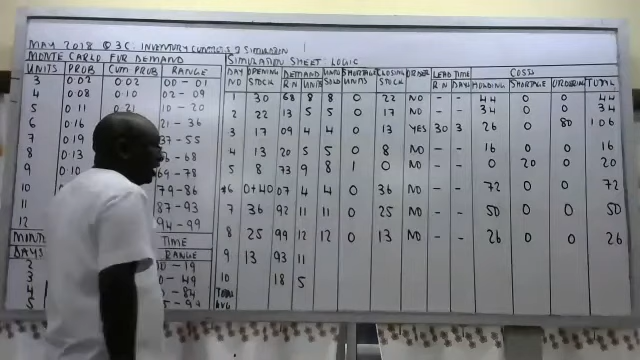 MAY 2018 Q3C: INVENTORY CONTROL & SIMULATION
MONTE CARLO FOR DEMAND
UNITS PROB CUM PROB RANGE
3 0.02 0.02 00-01
4 0.08 0.10 02-09
5 0.11 0.21 10-20
6 0.16 21-36
7 0.19 37-55
8 0.13 -68
9 0.10 69-78
10 79-86
11 87-93
12 94-99
TIME
DAYS RANGE
2 00-19
3 -49
4 -84
5 -99
SIMULATION SHEET: LOGIC
DAY NO OPENING STOCK DEMAND RN UNITS UNITS SOLD SHORTAGE UNITS CLOSING STOCK ORDER LEAD TIME RN DAYS COSTS HOLDING SHORTAGE ORDERING TOTAL
1 30 68 8 8 0 22 NO - - 44 0 0 44
2 22 13 5 5 0 17 NO - - 34 0 0 34
3 17 09 4 4 0 13 YES 30 3 26 0 80 106
4 13 20 5 5 0 8 NO - - 16 0 0 16
5 8 73 9 8 1 0 NO - - 0 20 0 20
*6 0+40 07 4 4 0 36 NO - - 72 0 0 72
7 36 92 11 11 0 25 NO - - 50 0 0 50
8 25 99 12 12 0 13 NO - - 26 0 0 26
9 13 93 11
10 18 5
TOTAL
AVG